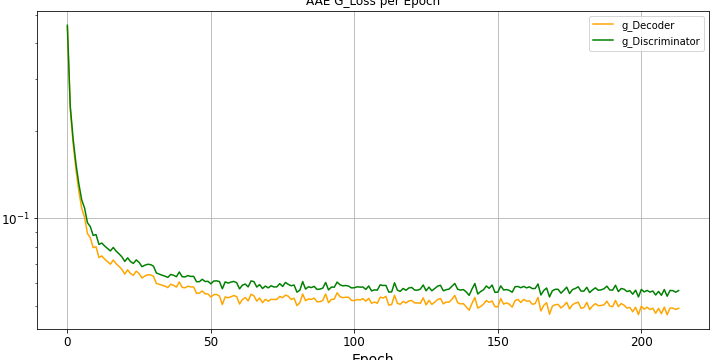 AAE G_Loss per Epoch
g_Decoder
g_Discriminator
10⁻¹
0
50
100
150
200
Epoch